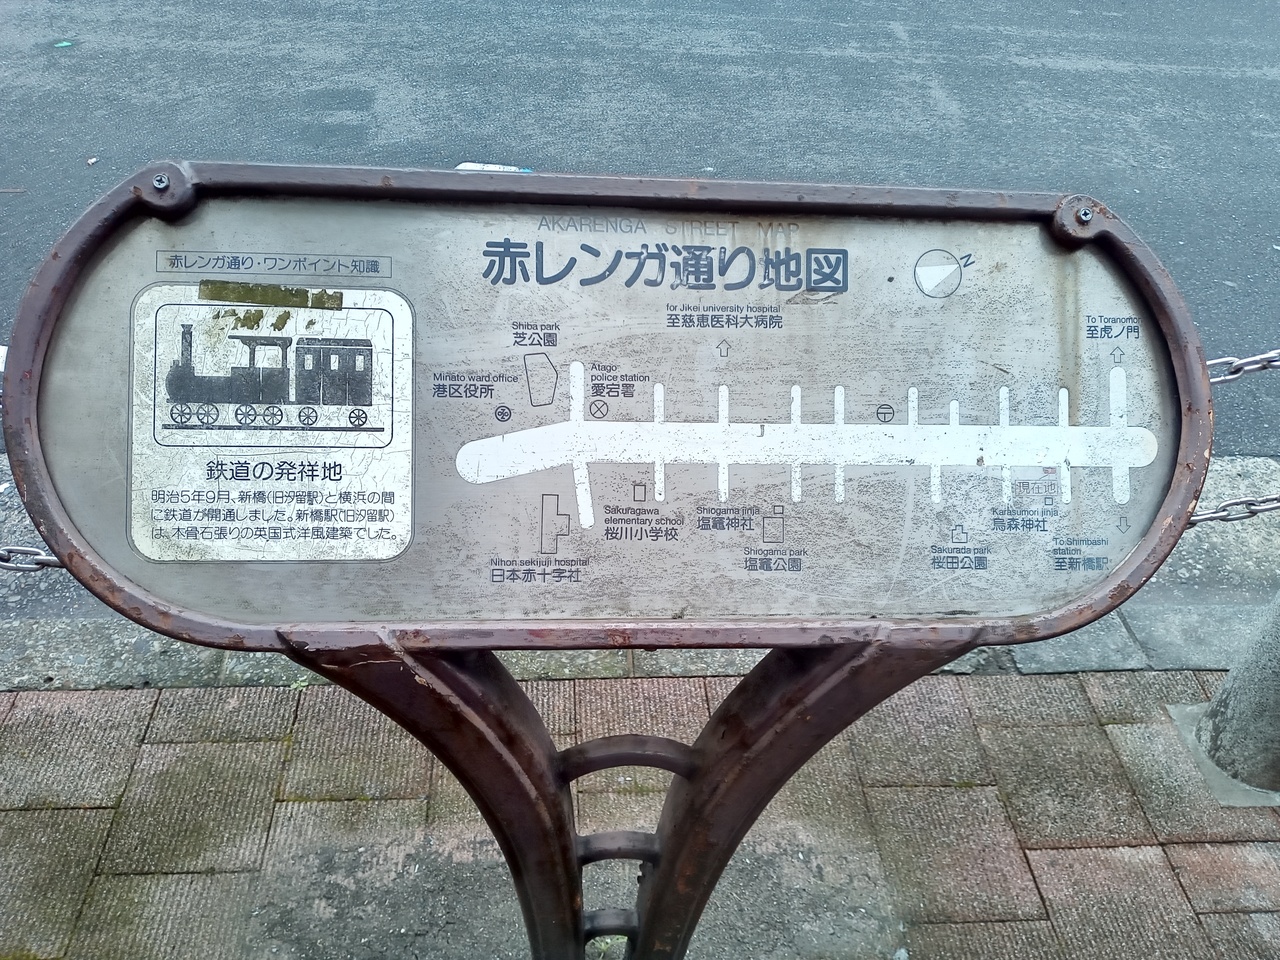 AKARENGA STREET MAP
赤レンガ通り地図
N
赤レンガ通り・ワンポイント知識
鉄道の発祥地
明治5年9月、新橋(旧汐留駅)と横浜の間
に鉄道が開通しました。新橋駅(旧汐留駅)
は、木骨石張りの英国式洋風建築でした。
for Jikei university hospital
至慈恵医科大病院
To Toranomon
至虎ノ門
Shiba park
芝公園
Minato ward office
港区役所
Atago
police station
愛宕署
〒
現在地
Sakuragawa
elementary school
桜川小学校
Shiogama jinja
塩竈神社
Karasumori jinja
烏森神社
Shiogama park
塩竈公園
Sakurada park
桜田公園
To Shimbashi
station
至新橋駅
Nihon sekijuji hospital
日本赤十字社